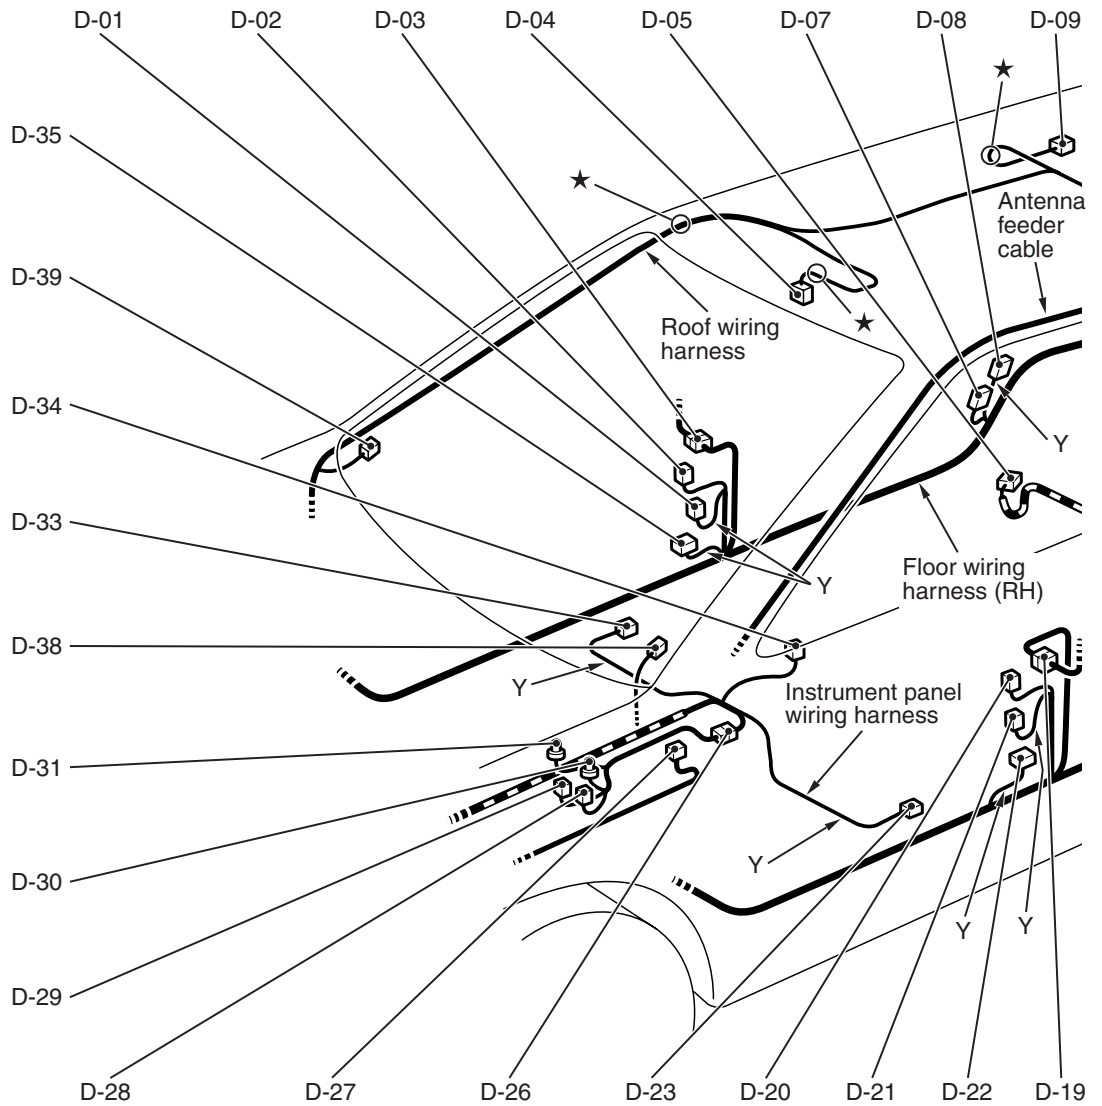 D-01 D-02 D-03 D-04 D-05 D-07 D-08 D-09
★
D-35
★
Antenna
feeder
cable
D-39
★
Roof wiring
harness
D-34
Y
D-33
Floor wiring
harness (RH)
Y
D-38
Y
Instrument panel
wiring harness
D-31
Y
D-30
Y
Y
D-29
D-28 D-27 D-26 D-23 D-20 D-21 D-22 D-19